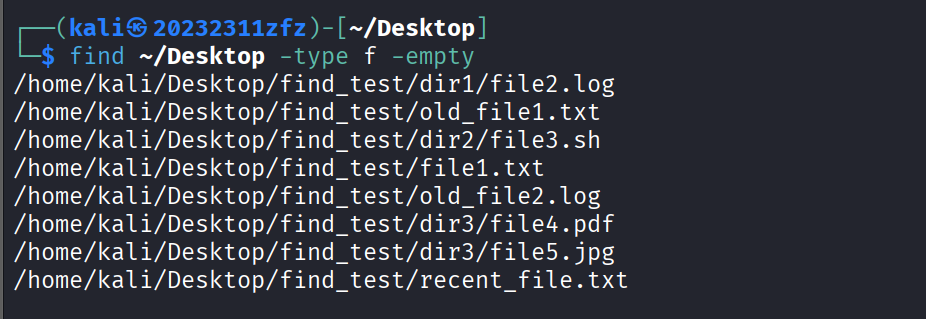 ┌──(kali㉿20232311zfz)-[~/Desktop]
└─$ find ~/Desktop -type f -empty
/home/kali/Desktop/find_test/dir1/file2.log
/home/kali/Desktop/find_test/old_file1.txt
/home/kali/Desktop/find_test/dir2/file3.sh
/home/kali/Desktop/find_test/file1.txt
/home/kali/Desktop/find_test/old_file2.log
/home/kali/Desktop/find_test/dir3/file4.pdf
/home/kali/Desktop/find_test/dir3/file5.jpg
/home/kali/Desktop/find_test/recent_file.txt